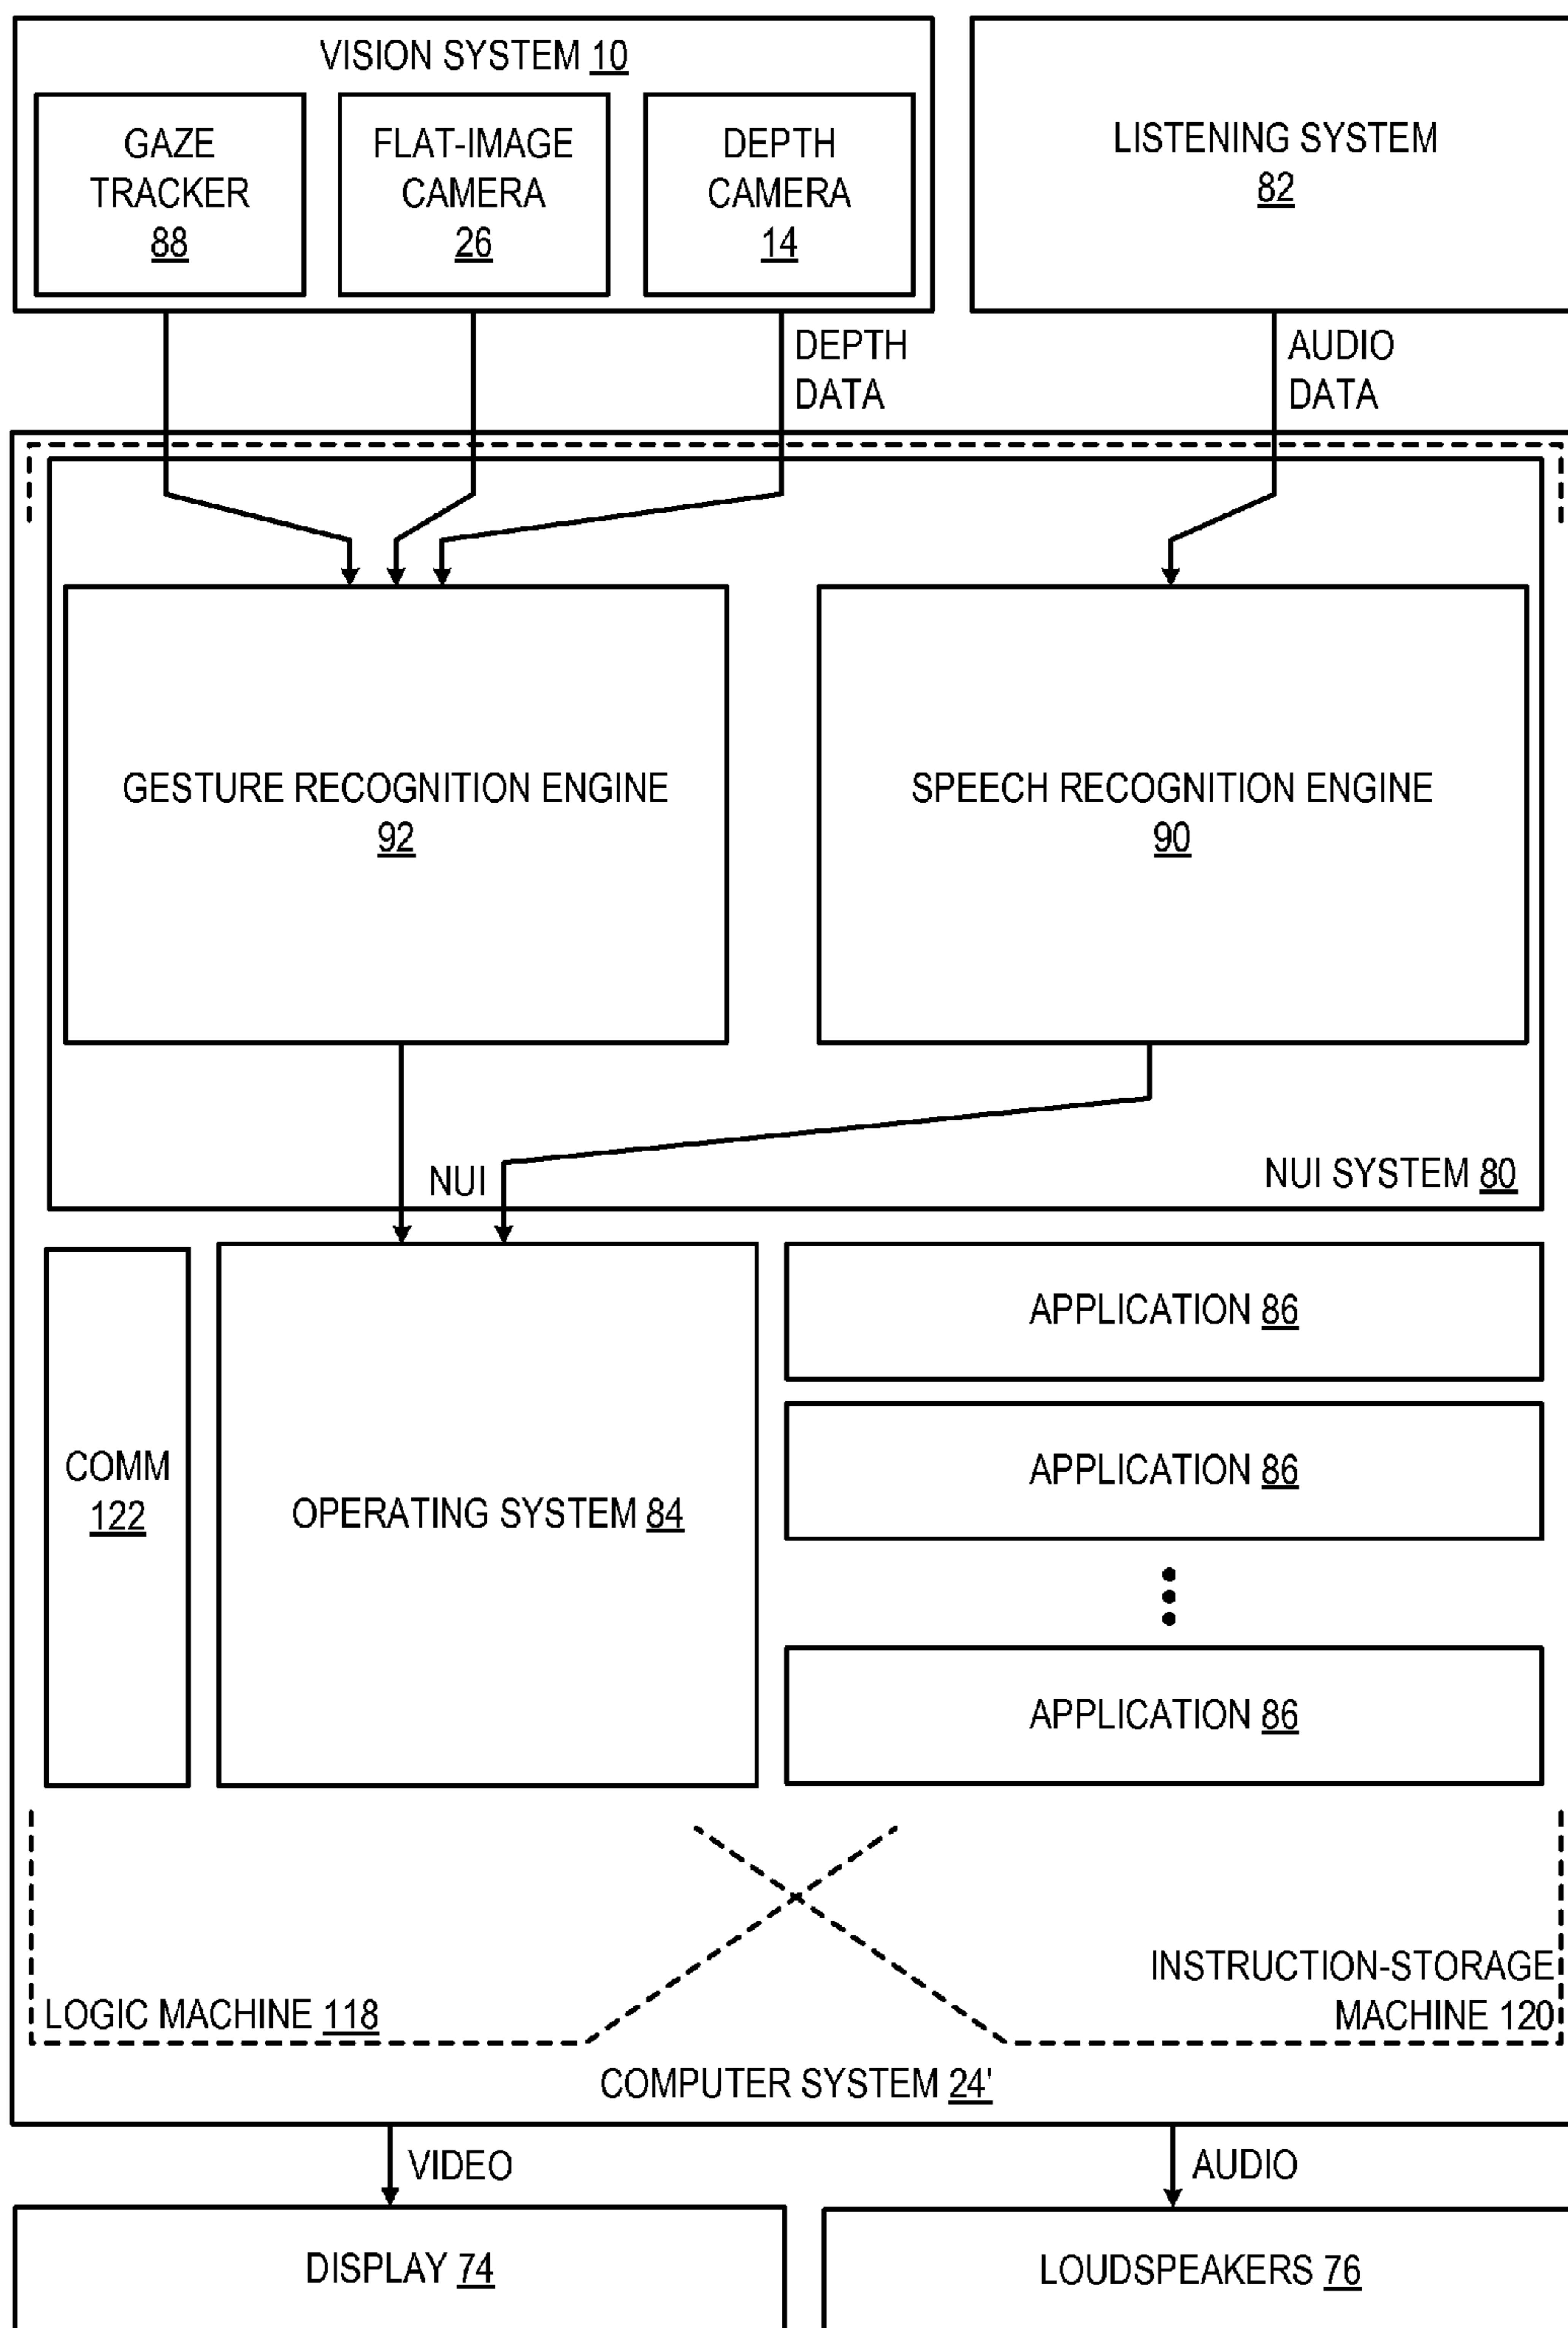 VISION SYSTEM 10
GAZE
TRACKER
88
FLAT-IMAGE
CAMERA
26
DEPTH
CAMERA
14
LISTENING SYSTEM
82
DEPTH
DATA
AUDIO
DATA
GESTURE RECOGNITION ENGINE
92
SPEECH RECOGNITION ENGINE
90
NUI
NUI SYSTEM 80
COMM
122
OPERATING SYSTEM 84
APPLICATION 86
APPLICATION 86
APPLICATION 86
LOGIC MACHINE 118
INSTRUCTION-STORAGE
MACHINE 120
COMPUTER SYSTEM 24'
VIDEO
AUDIO
DISPLAY 74
LOUDSPEAKERS 76